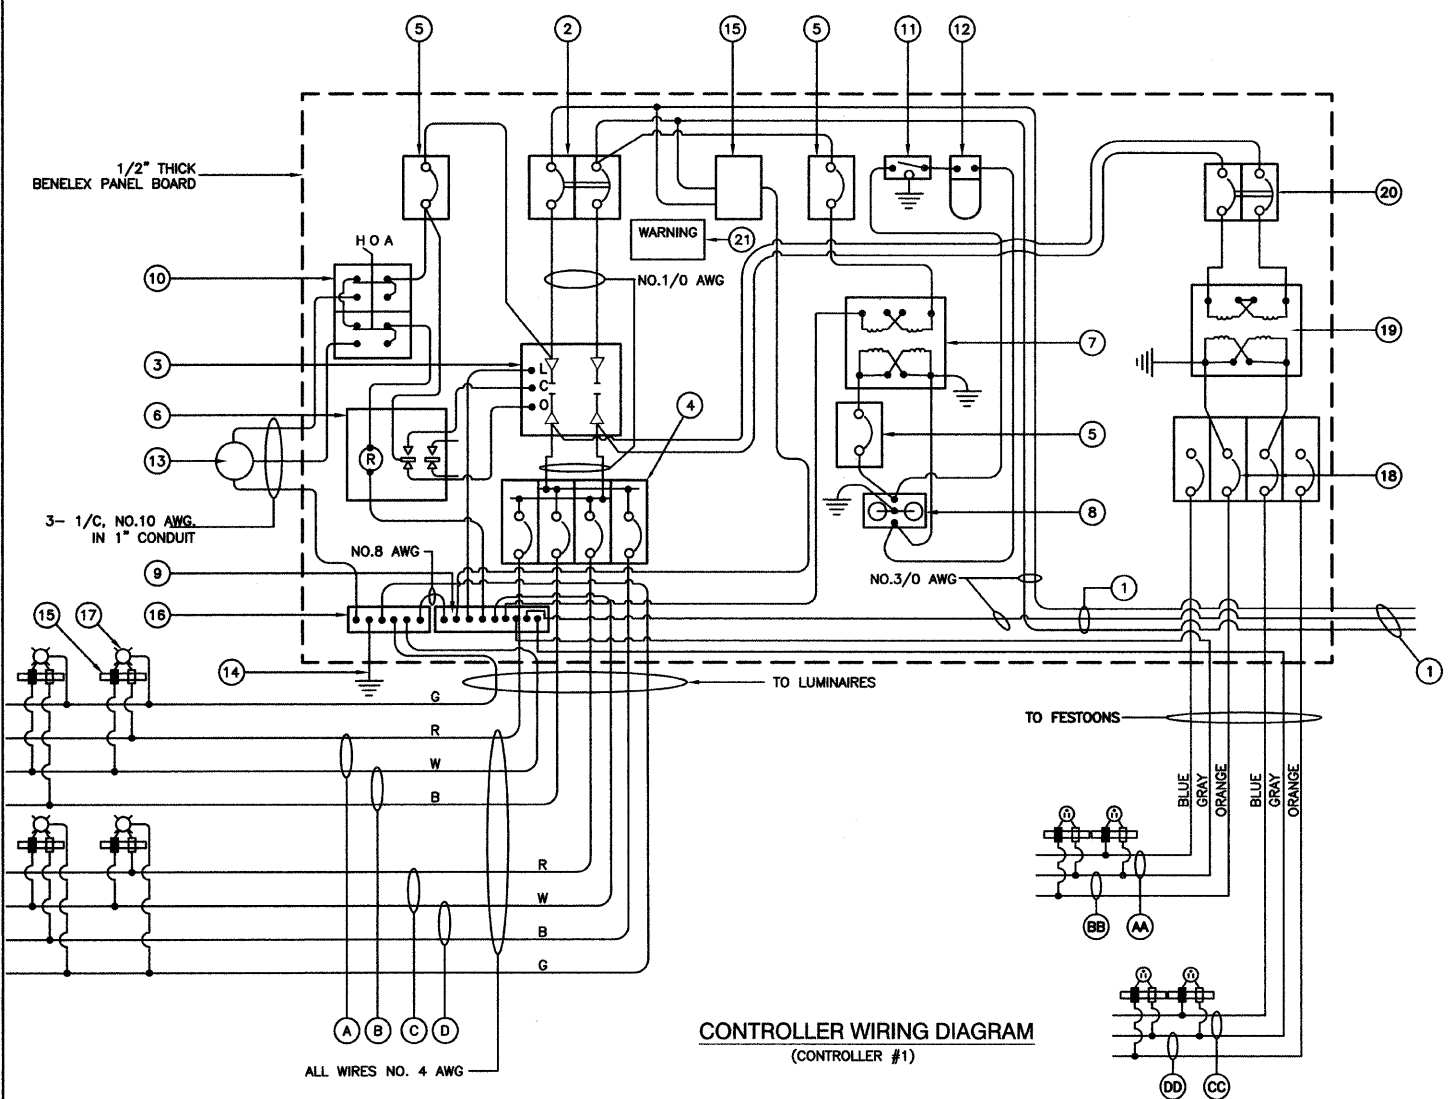 5
2
15
5
11
12
1/2" THICK
BENELEX PANEL BOARD
20
WARNING
21
H O A
10
NO.1/0 AWG
19
7
3
L
C
O
4
6
5
13
R
18
3- 1/C, NO.10 AWG.
IN 1" CONDUIT
8
NO.8 AWG
9
NO.3/0 AWG
1
15
17
16
14
TO LUMINAIRES
1
G
TO FESTOONS
R
W
B
BLUE
GRAY
ORANGE
BLUE
GRAY
ORANGE
R
W
B
G
BB
AA
A
B
C
D
CONTROLLER WIRING DIAGRAM
(CONTROLLER #1)
ALL WIRES NO. 4 AWG
DD
CC